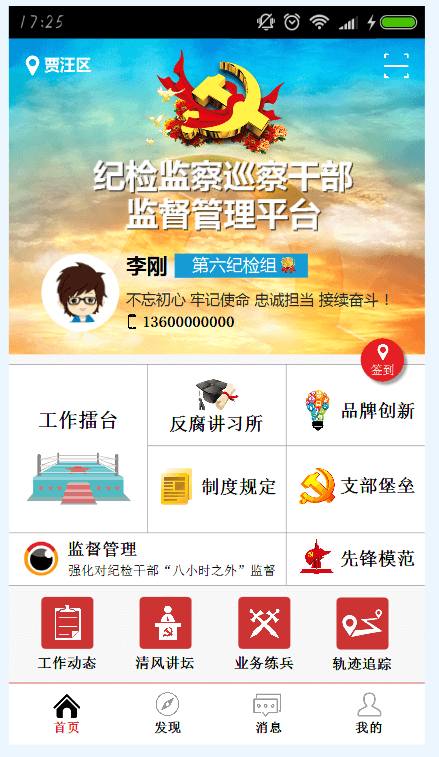 17:25
贾汪区
纪检监察巡察干部
监督管理平台
李刚 第六纪检组
不忘初心 牢记使命 忠诚担当 接续奋斗！
13600000000
签到
工作擂台
反腐讲习所
品牌创新
制度规定
支部堡垒
监督管理
强化对纪检干部“八小时之外”监督
先锋模范
工作动态 清风讲坛 业务练兵 轨迹追踪
首页 发现 消息 我的